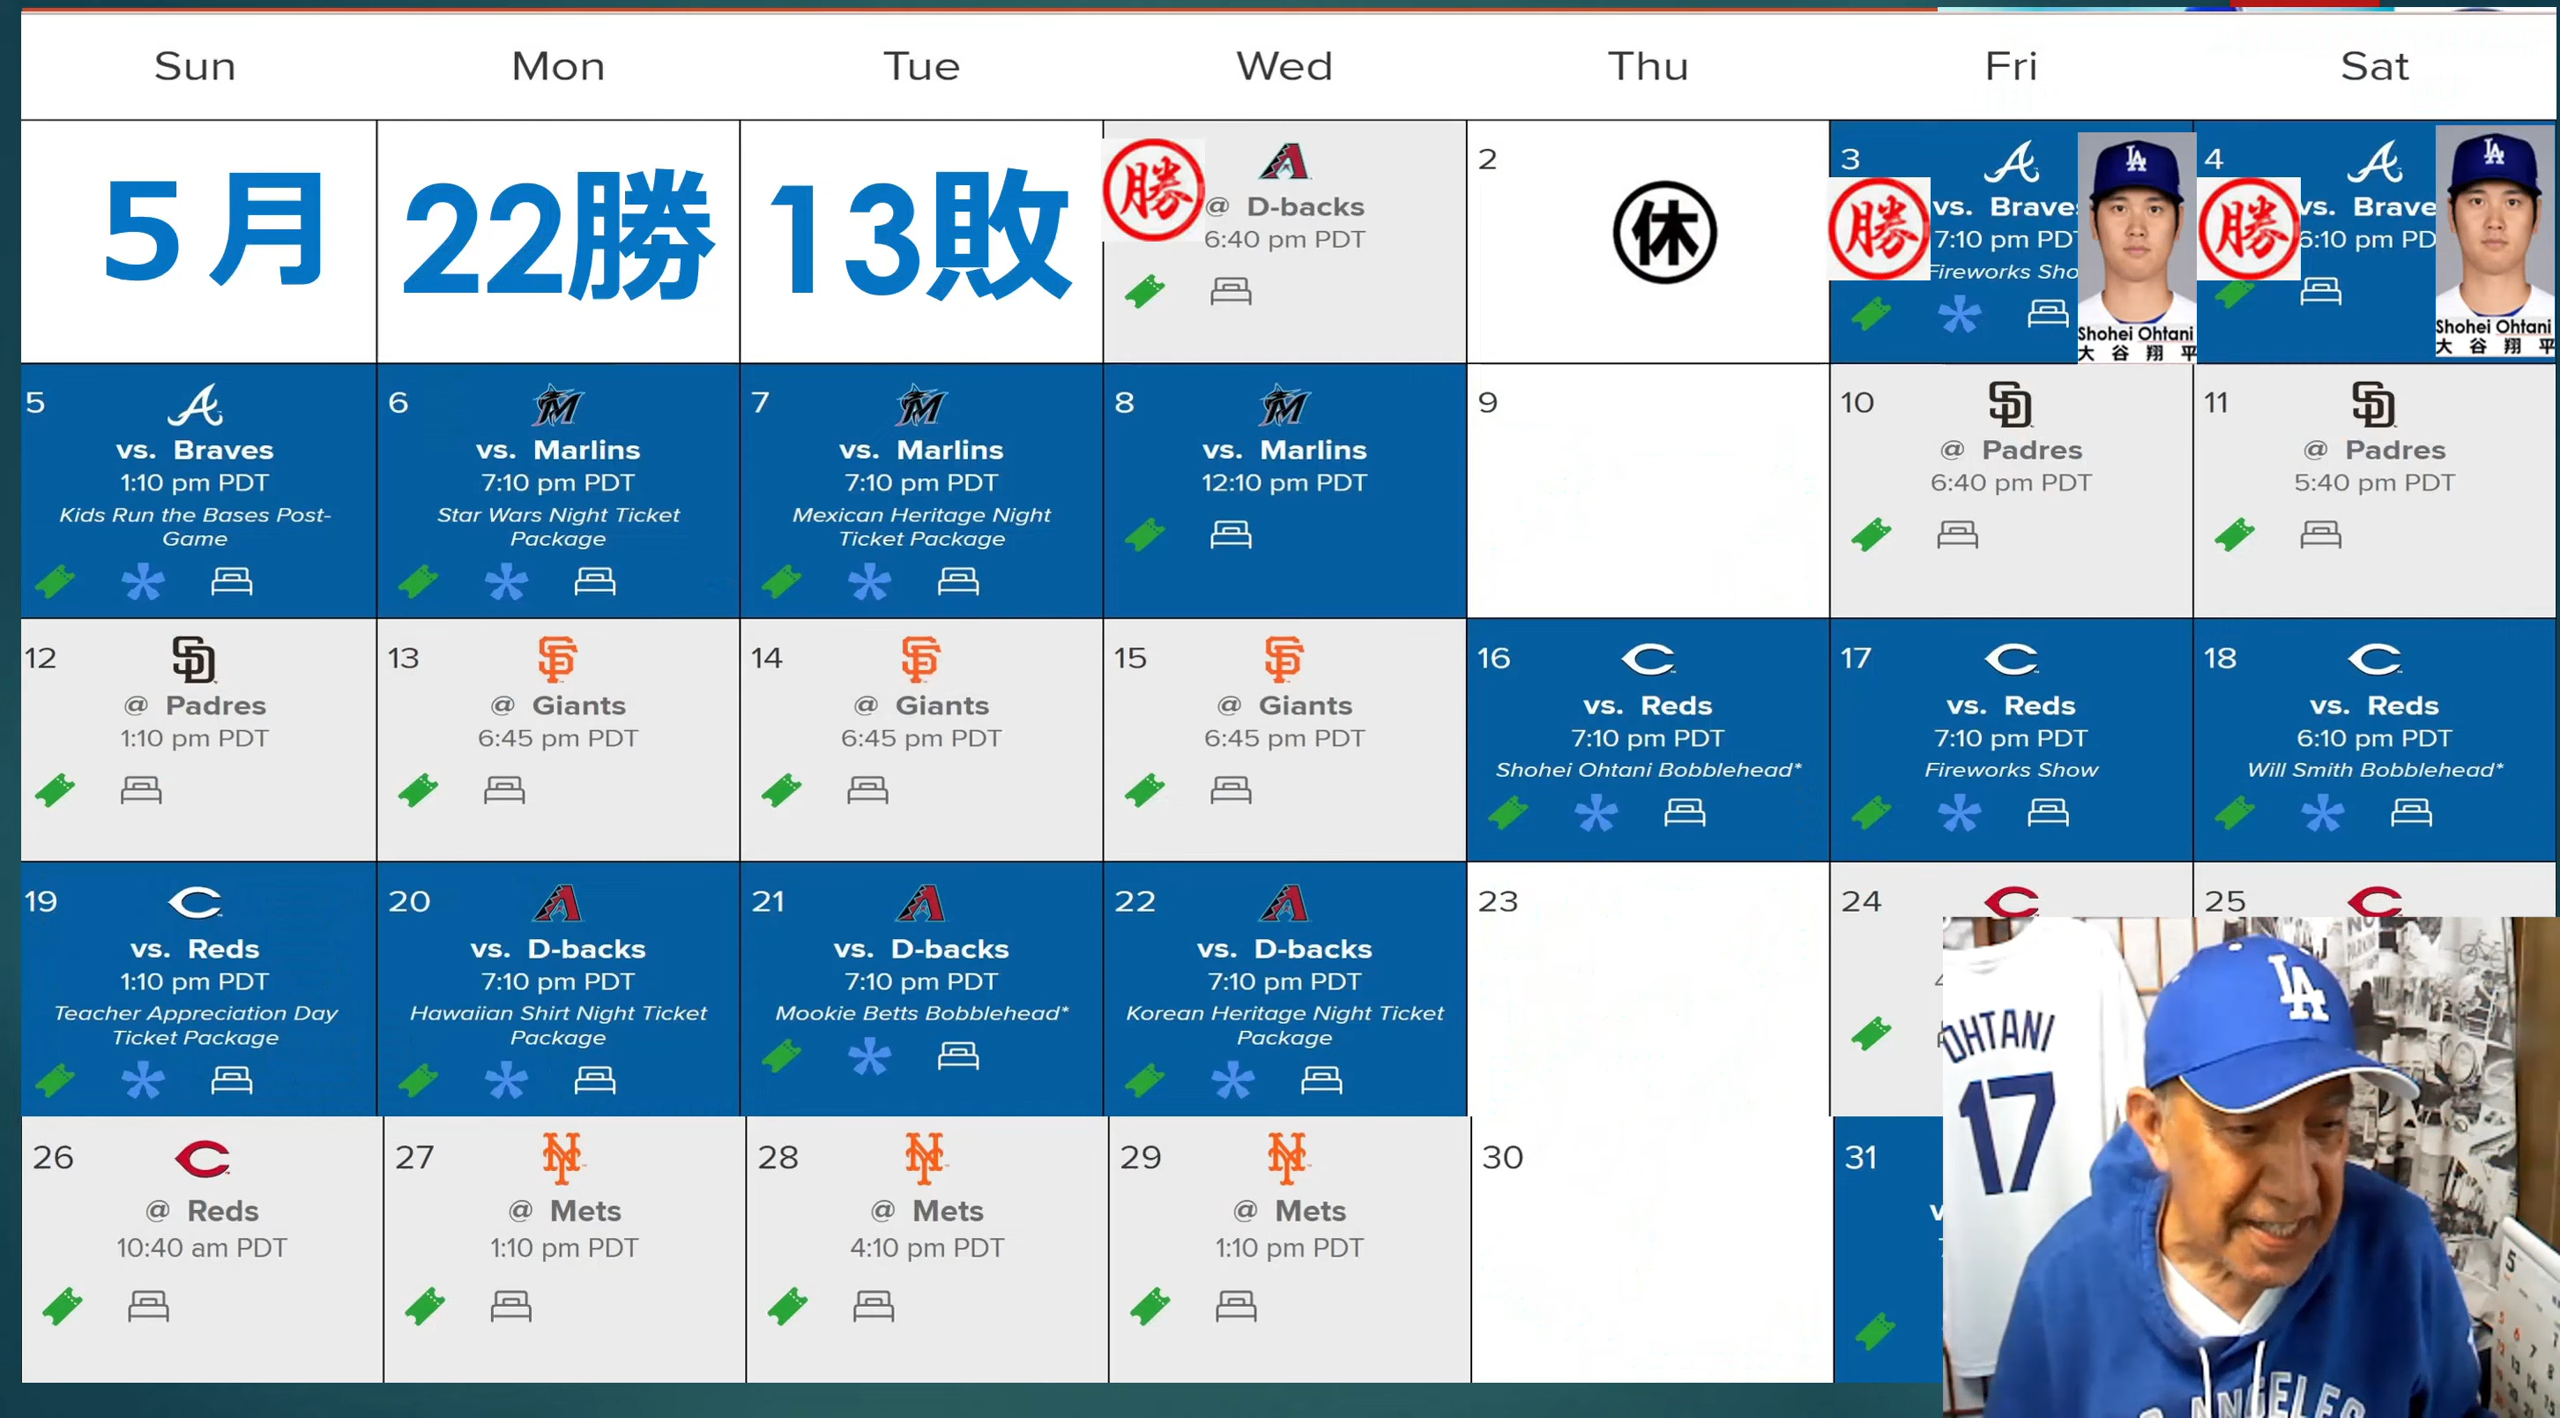 Sun Mon Tue Wed Thu Fri Sat
5月
22勝
13敗
勝
@ D-backs
6:40 pm PDT
2
休
3
勝
vs. Braves
7:10 pm PD
Fireworks Sho
Shohei Ohtani
大谷翔平
4
勝
vs. Brave
6:10 pm PD
Shohei Ohtani
大谷翔平
5
vs. Braves
1:10 pm PDT
Kids Run the Bases Post-
Game
6
vs. Marlins
7:10 pm PDT
Star Wars Night Ticket
Package
7
vs. Marlins
7:10 pm PDT
Mexican Heritage Night
Ticket Package
8
vs. Marlins
12:10 pm PDT
9
10
SD
@ Padres
6:40 pm PDT
11
SD
@ Padres
5:40 pm PDT
12
SD
@ Padres
1:10 pm PDT
13
SF
@ Giants
6:45 pm PDT
14
SF
@ Giants
6:45 pm PDT
15
SF
@ Giants
6:45 pm PDT
16
vs. Reds
7:10 pm PDT
Shohei Ohtani Bobblehead*
17
vs. Reds
7:10 pm PDT
Fireworks Show
18
vs. Reds
6:10 pm PDT
Will Smith Bobblehead*
19
vs. Reds
1:10 pm PDT
Teacher Appreciation Day
Ticket Package
20
vs. D-backs
7:10 pm PDT
Hawaiian Shirt Night Ticket
Package
21
vs. D-backs
7:10 pm PDT
Mookie Betts Bobblehead*
22
vs. D-backs
7:10 pm PDT
Korean Heritage Night Ticket
Package
23
24
25
26
@ Reds
10:40 am PDT
27
NY
@ Mets
1:10 pm PDT
28
NY
@ Mets
4:10 pm PDT
29
NY
@ Mets
1:10 pm PDT
30
31
OHTANI
17
LA
5